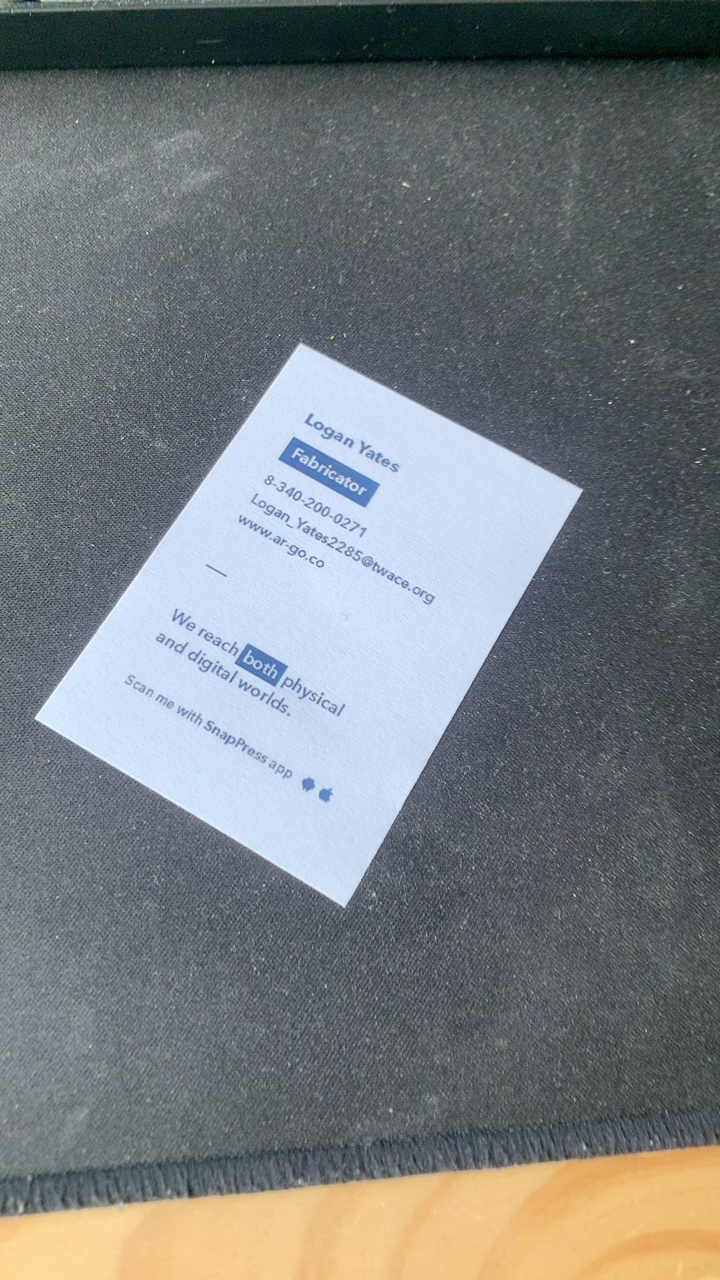 Logan Yates
Fabricator
8-340-200-0271
Logan_Yates2285@twace.org
www.ar-go.co
We reach both physical
and digital worlds.
Scan me with SnapPress app